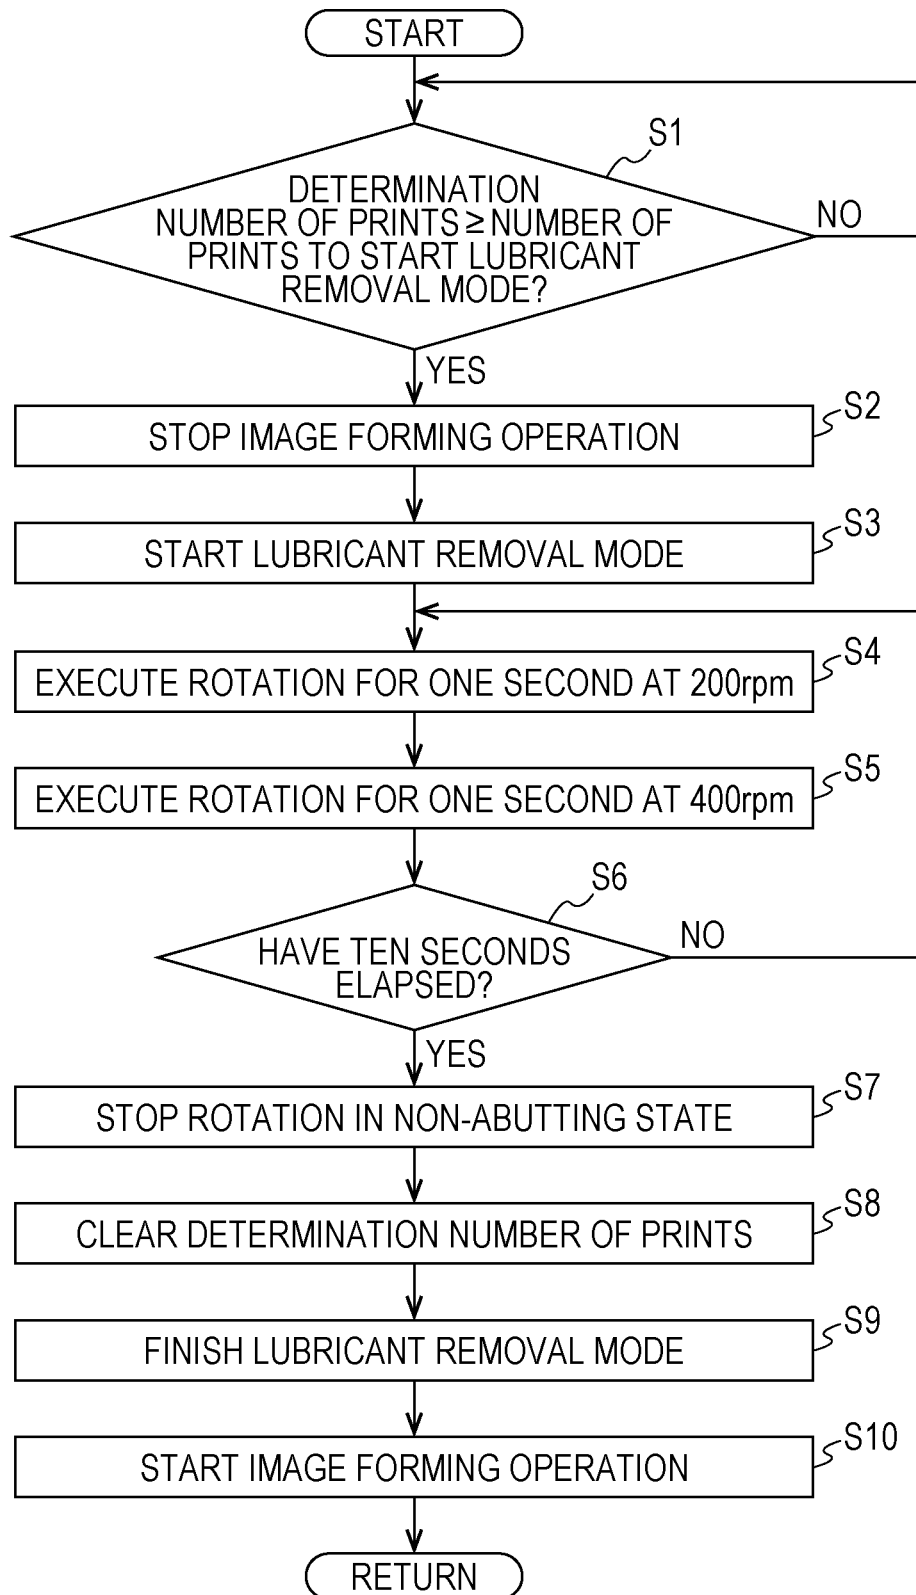 START
S1
DETERMINATION
NUMBER OF PRINTS ≥ NUMBER OF
PRINTS TO START LUBRICANT
REMOVAL MODE?
NO
YES
S2
STOP IMAGE FORMING OPERATION
S3
START LUBRICANT REMOVAL MODE
S4
EXECUTE ROTATION FOR ONE SECOND AT 200rpm
S5
EXECUTE ROTATION FOR ONE SECOND AT 400rpm
S6
HAVE TEN SECONDS
ELAPSED?
NO
YES
S7
STOP ROTATION IN NON-ABUTTING STATE
S8
CLEAR DETERMINATION NUMBER OF PRINTS
S9
FINISH LUBRICANT REMOVAL MODE
S10
START IMAGE FORMING OPERATION
RETURN